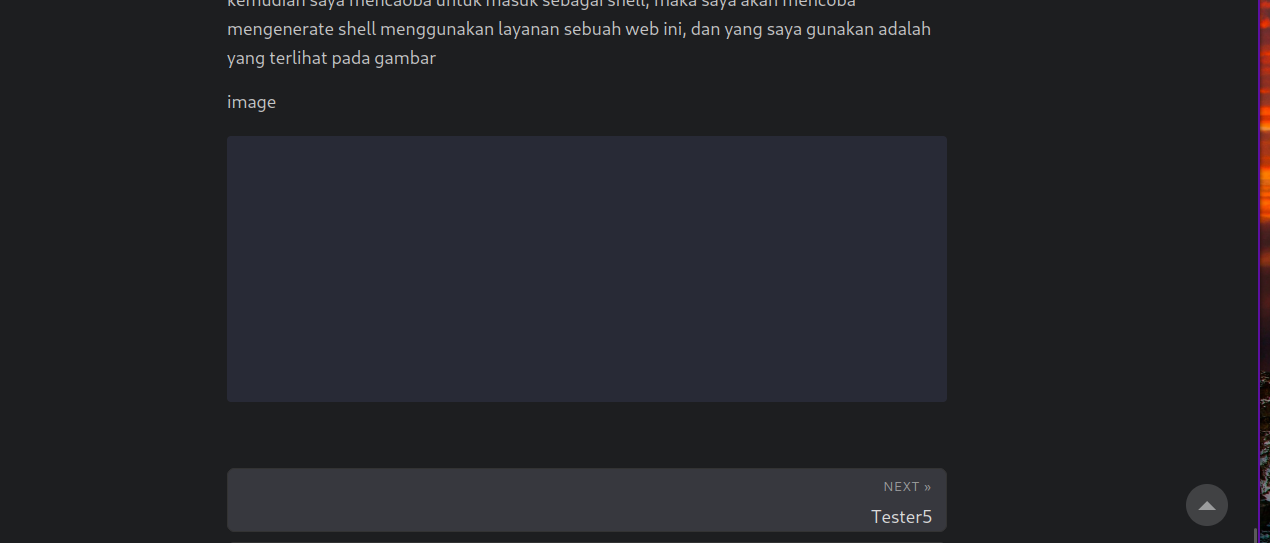 kemudian saya mencaoba untuk masuk sebagai shell, maka saya akan mencoba
mengenerate shell menggunakan layanan sebuah web ini, dan yang saya gunakan adalah
yang terlihat pada gambar
image
NEXT »
Tester5